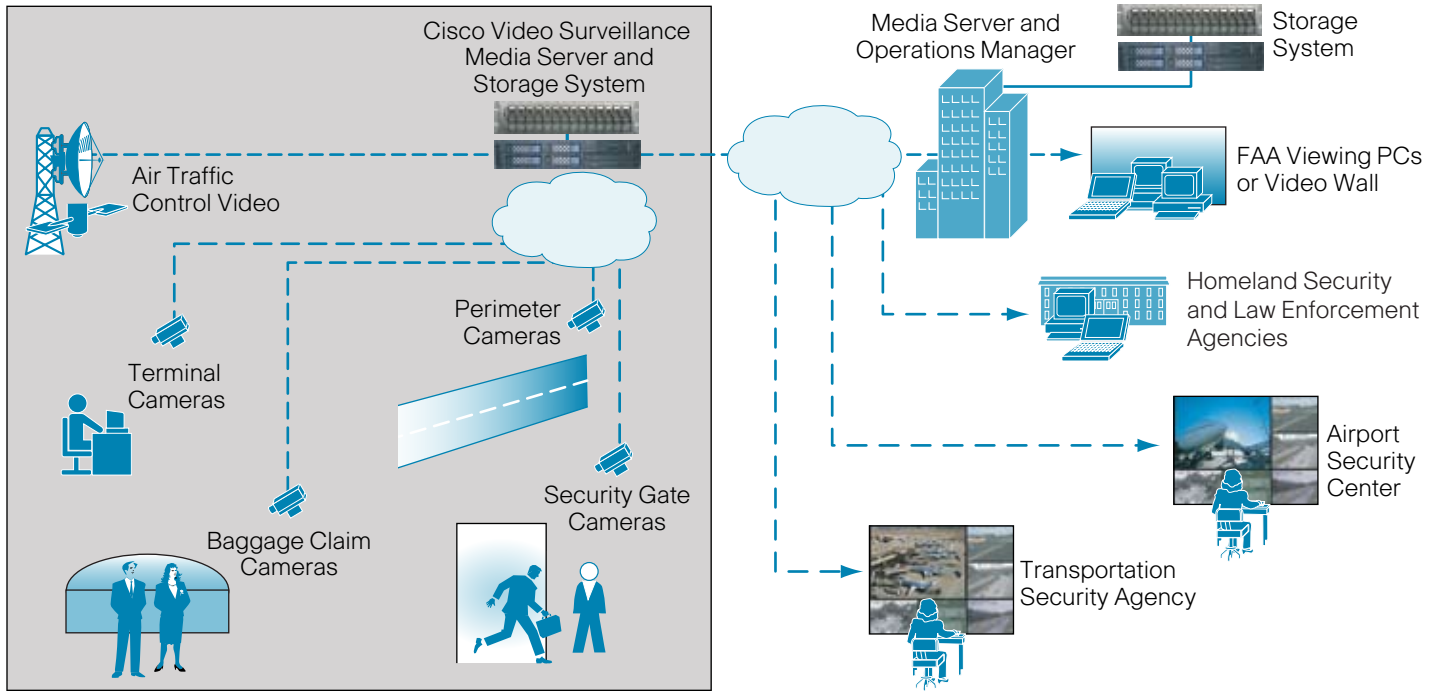 Cisco Video Surveillance
Media Server and
Storage System
Air Traffic
Control Video
Terminal
Cameras
Perimeter
Cameras
Baggage Claim
Cameras
Security Gate
Cameras
Media Server and
Operations Manager
Storage
System
FAA Viewing PCs
or Video Wall
Homeland Security
and Law Enforcement
Agencies
Airport
Security
Center
Transportation
Security Agency